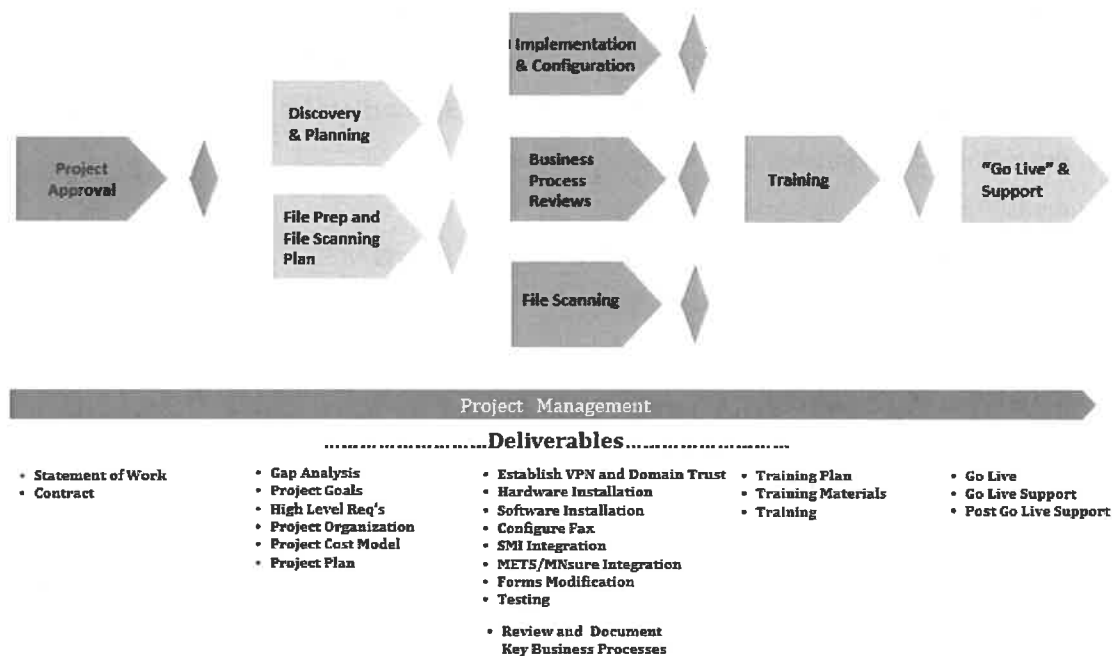 Project
Approval
Discovery
& Planning
File Prep and
File Scanning
Plan
Implementation
& Configuration
Business
Process
Reviews
File Scanning
Training
"Go Live" &
Support
Project Management
..............................Deliverables..............................
• Statement of Work
• Contract
• Gap Analysis
• Project Goals
• High Level Req's
• Project Organization
• Project Cost Model
• Project Plan
• Establish VPN and Domain Trust
• Hardware Installation
• Software Installation
• Configure Fax
• SMI Integration
• METS/MNsure Integration
• Forms Modification
• Testing
• Review and Document
Key Business Processes
• Training Plan
• Training Materials
• Training
• Go Live
• Go Live Support
• Post Go Live Support